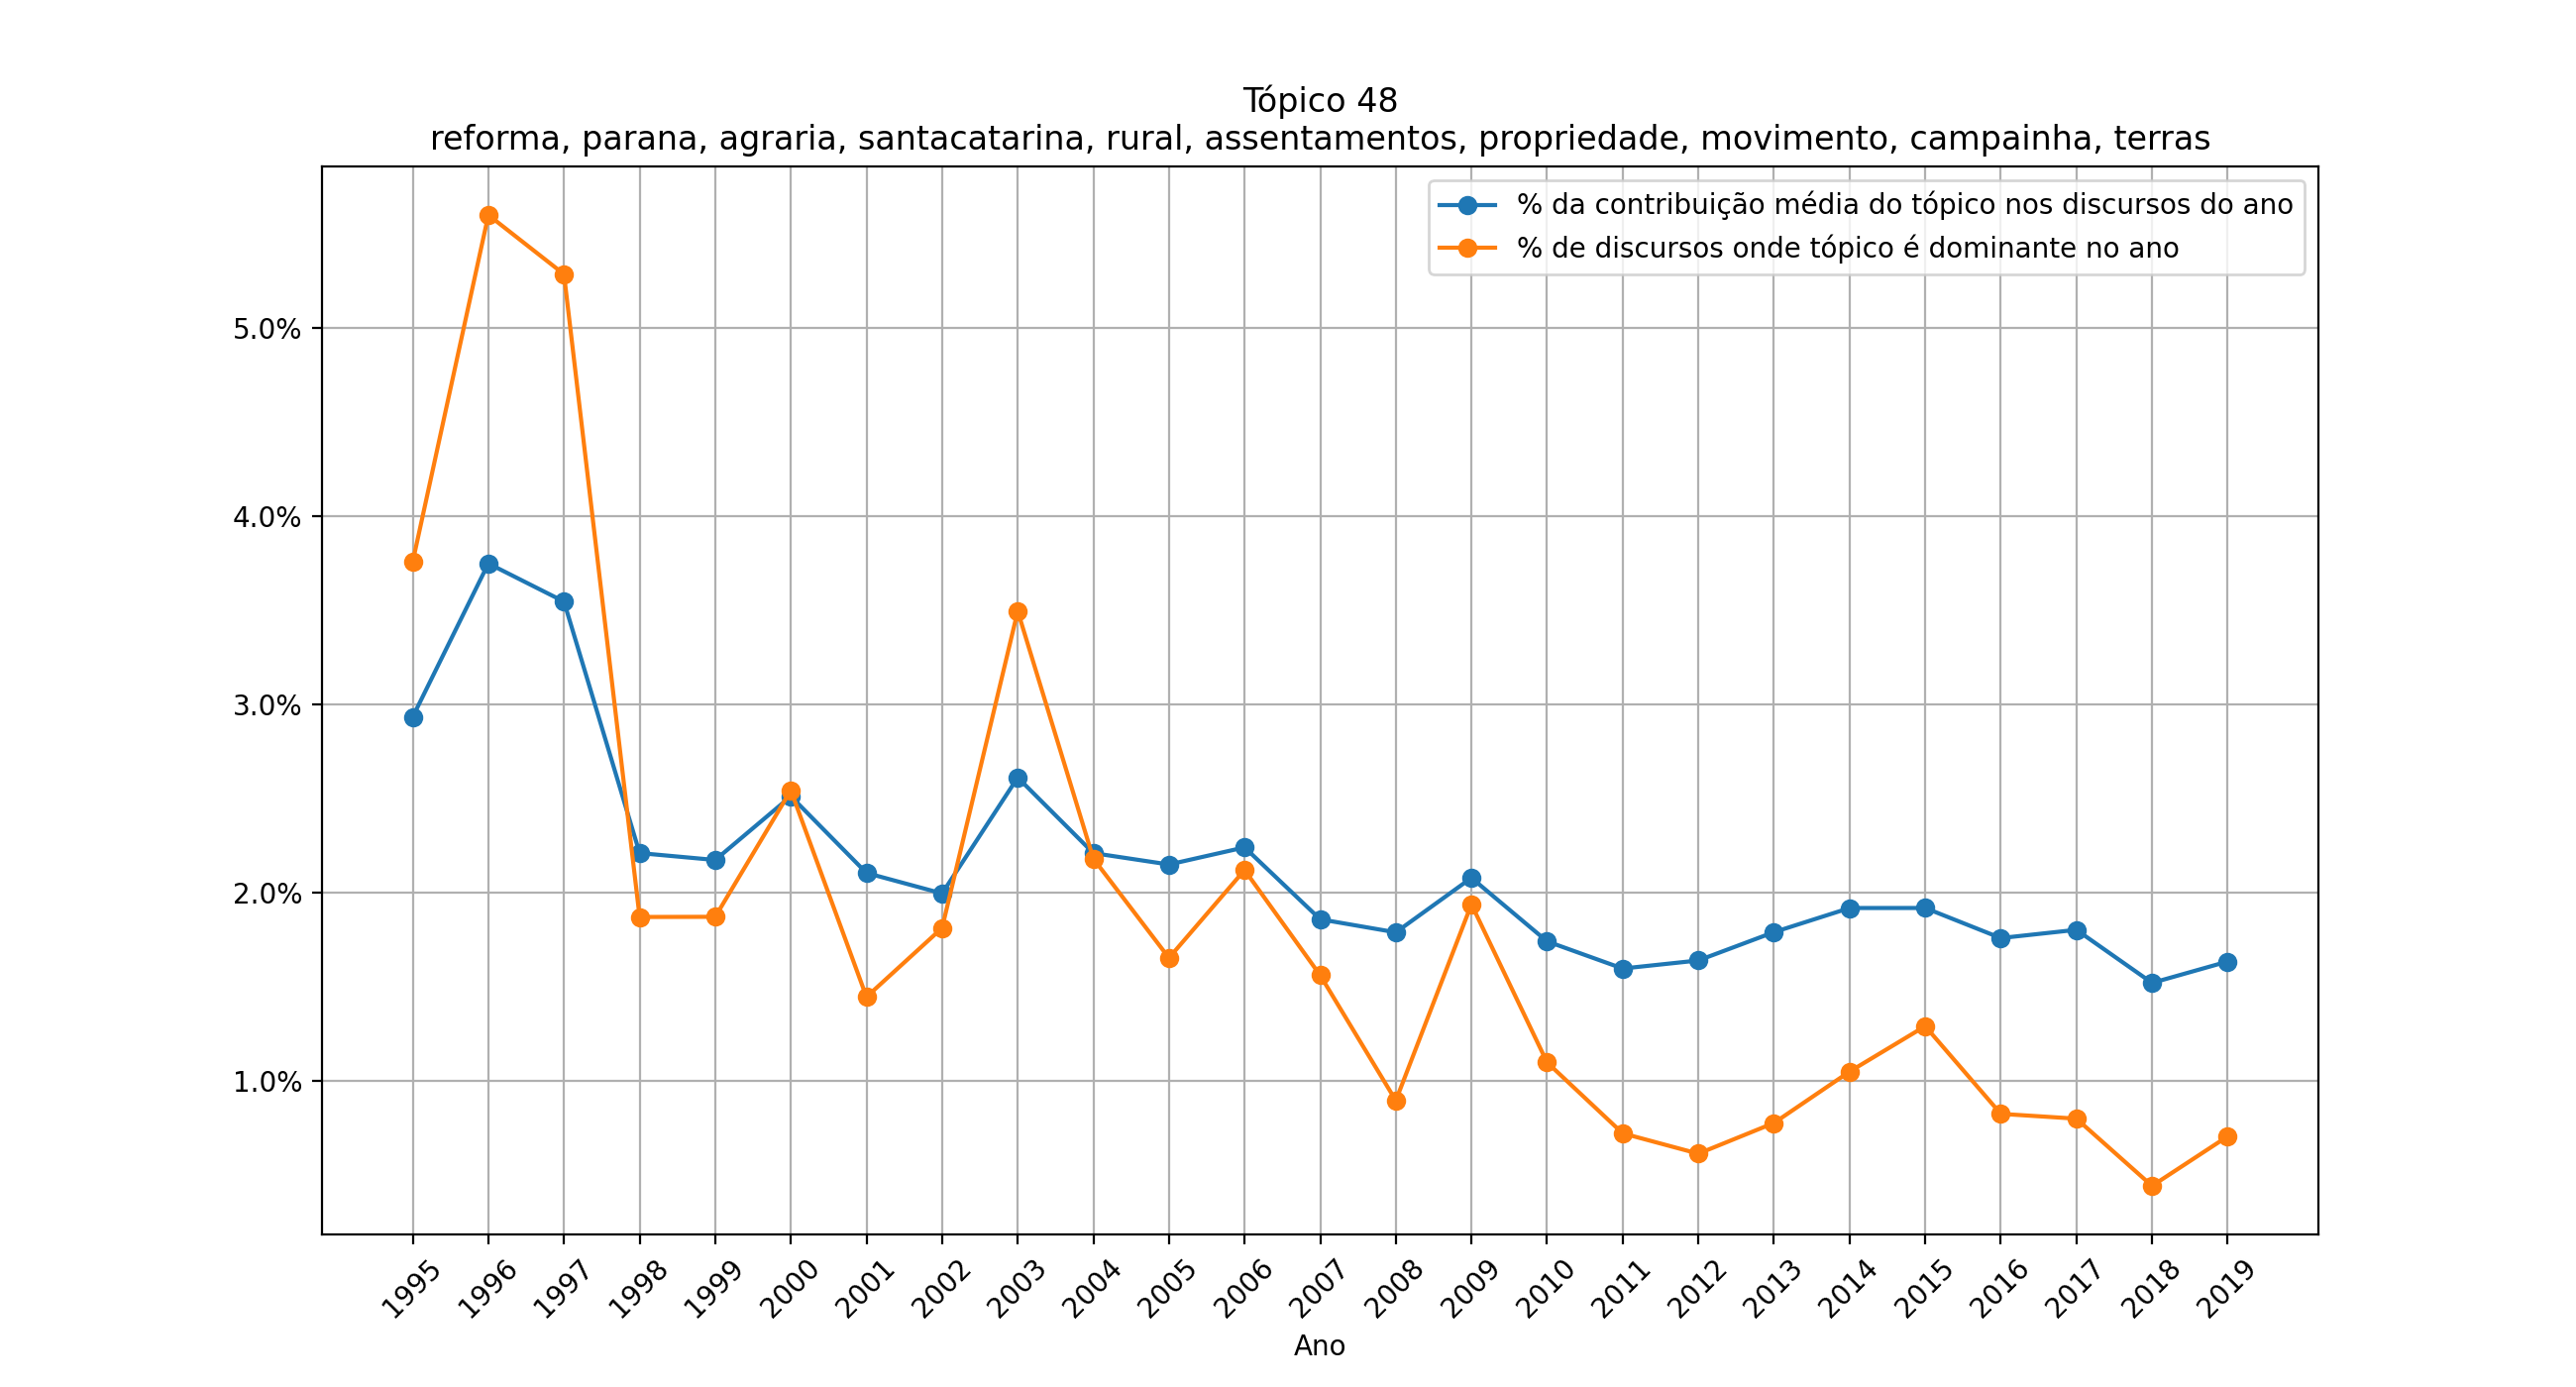 Tópico 48
reforma, parana, agraria, santacatarina, rural, assentamentos, propriedade, movimento, campainha, terras
% da contribuição média do tópico nos discursos do ano
% de discursos onde tópico é dominante no ano
5.0%
4.0%
3.0%
2.0%
1.0%
1995 1996 1997 1998 1999 2000 2001 2002 2003 2004 2005 2006 2007 2008 2009 2010 2011 2012 2013 2014 2015 2016 2017 2018 2019
Ano